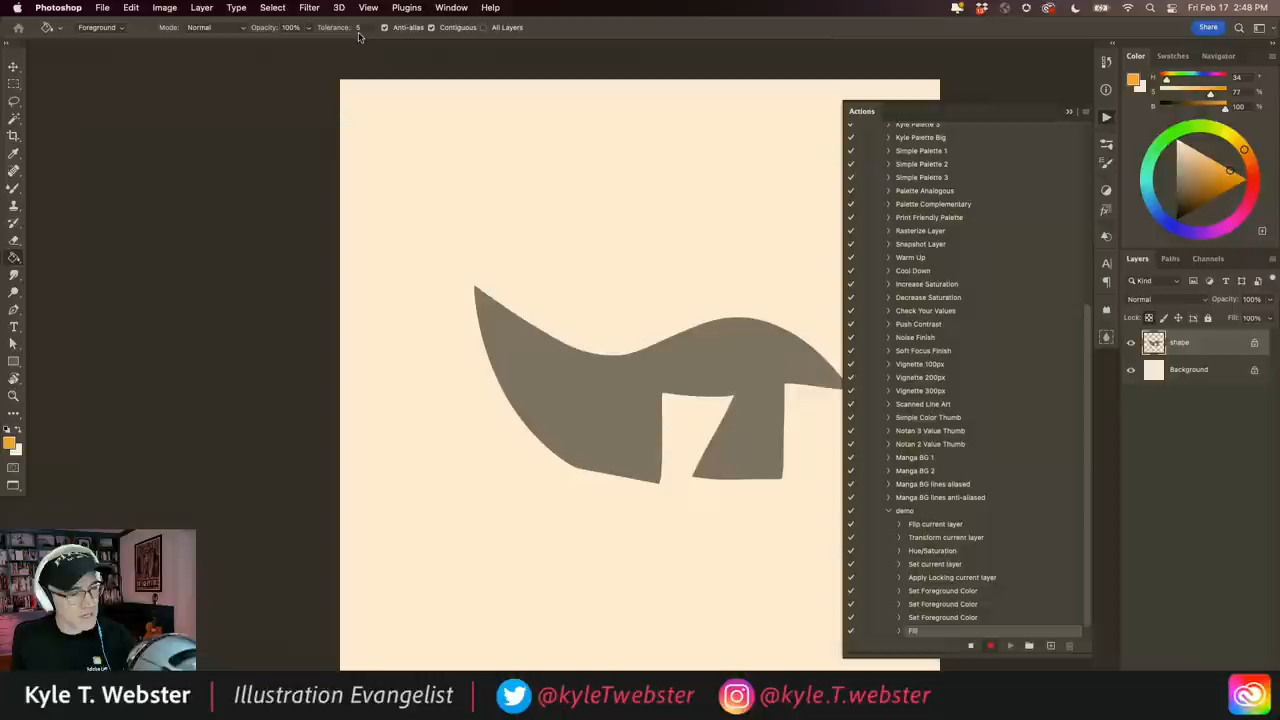 Photoshop File Edit Image Layer Type Select Filter 3D View Plugins Window Help
Fri Feb 17 2:48 PM
Foreground Mode: Normal Opacity: 100% Tolerance: 5 Anti-alias Contiguous All Layers
Share
Actions
Kyle Palette 3
Kyle Palette Big
Simple Palette 1
Simple Palette 2
Simple Palette 3
Palette Analogous
Palette Complementary
Print Friendly Palette
Rasterize Layer
Snapshot Layer
Warm Up
Cool Down
Increase Saturation
Decrease Saturation
Check Your Values
Push Contrast
Noise Finish
Soft Focus Finish
Vignette 100px
Vignette 200px
Vignette 300px
Scanned Line Art
Simple Color Thumb
Notan 3 Value Thumb
Notan 2 Value Thumb
Manga BG 1
Manga BG 2
Manga BG lines aliased
Manga BG lines anti-aliased
demo
Flip current layer
Transform current layer
Hue/Saturation
Set current layer
Apply Locking current layer
Set Foreground Color
Set Foreground Color
Set Foreground Color
Fill
Color Swatches Navigator
H 34 °
S 77 %
B 100 %
Layers Paths Channels
Kind
Normal Opacity: 100%
Lock: Fill: 100%
shape
Background
Kyle T. Webster | Illustration Evangelist | @kyleTwebster @kyle.T.webster